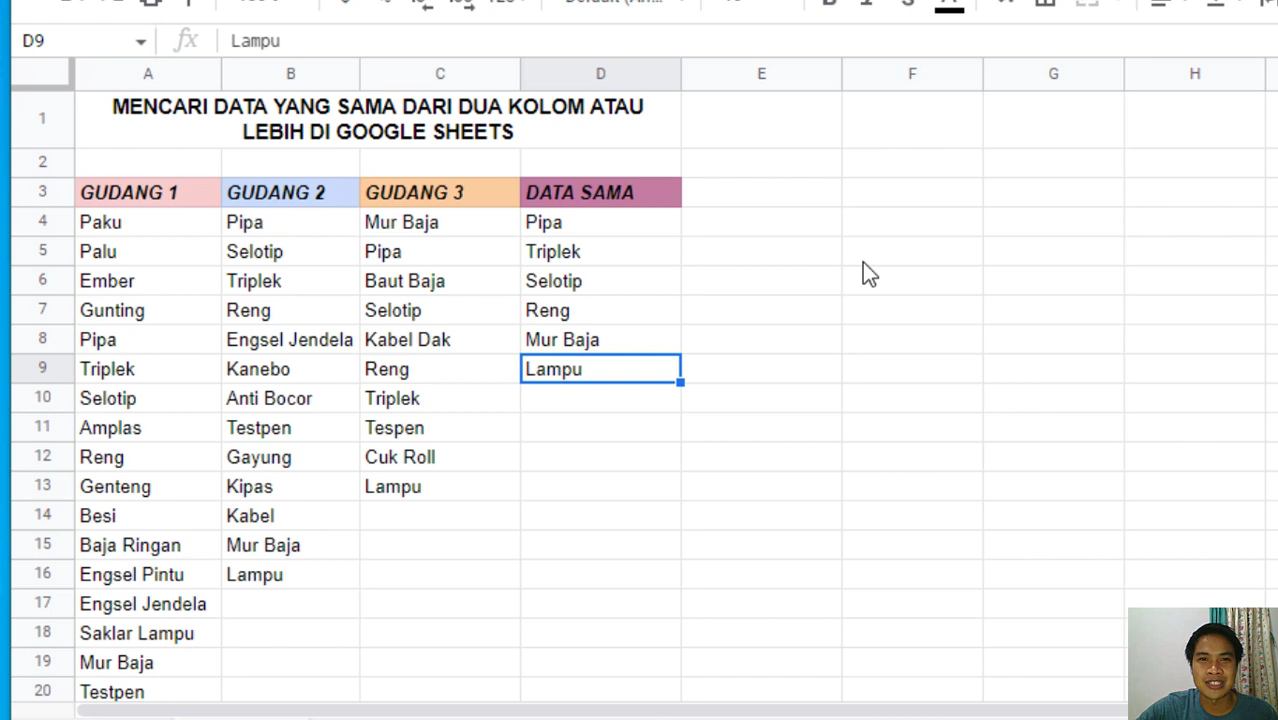 D9 fx Lampu
A B C D E F G H
1 MENCARI DATA YANG SAMA DARI DUA KOLOM ATAU
LEBIH DI GOOGLE SHEETS
2
3 GUDANG 1 GUDANG 2 GUDANG 3 DATA SAMA
4 Paku Pipa Mur Baja Pipa
5 Palu Selotip Pipa Triplek
6 Ember Triplek Baut Baja Selotip
7 Gunting Reng Selotip Reng
8 Pipa Engsel Jendela Kabel Dak Mur Baja
9 Triplek Kanebo Reng Lampu
10 Selotip Anti Bocor Triplek
11 Amplas Testpen Tespen
12 Reng Gayung Cuk Roll
13 Genteng Kipas Lampu
14 Besi Kabel
15 Baja Ringan Mur Baja
16 Engsel Pintu Lampu
17 Engsel Jendela
18 Saklar Lampu
19 Mur Baja
20 Testpen